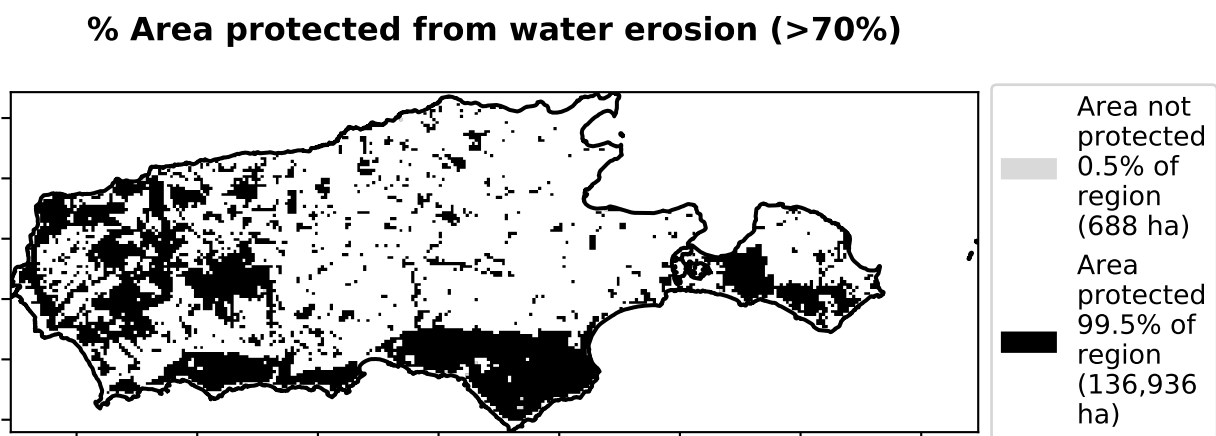 % Area protected from water erosion (>70%)
Area not
protected
0.5% of
region
(688 ha)
Area
protected
99.5% of
region
(136,936
ha)